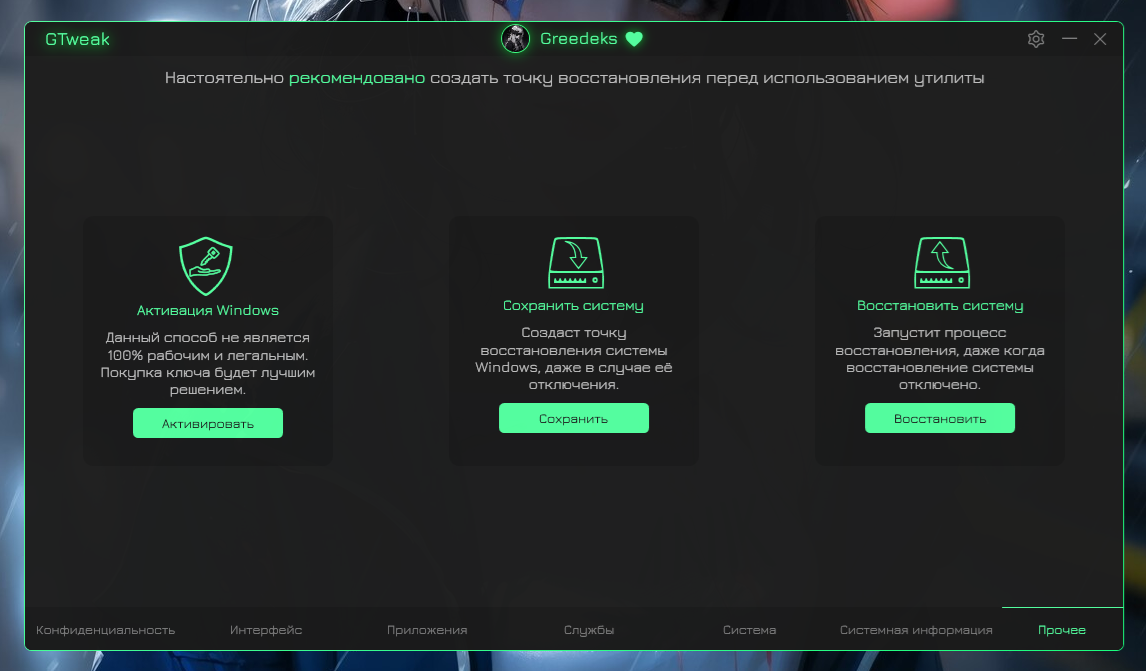 GTweak
Greedeks
Настоятельно рекомендовано создать точку восстановления перед использованием утилиты
Активация Windows
Данный способ не является
100% рабочим и легальным.
Покупка ключа будет лучшим
решением.
Активировать
Сохранить систему
Создаст точку
восстановления системы
Windows, даже в случае её
отключения.
Сохранить
Восстановить систему
Запустит процесс
восстановления, даже когда
восстановление системы
отключено.
Восстановить
Конфиденциальность
Интерфейс
Приложения
Службы
Система
Системная информация
Прочее